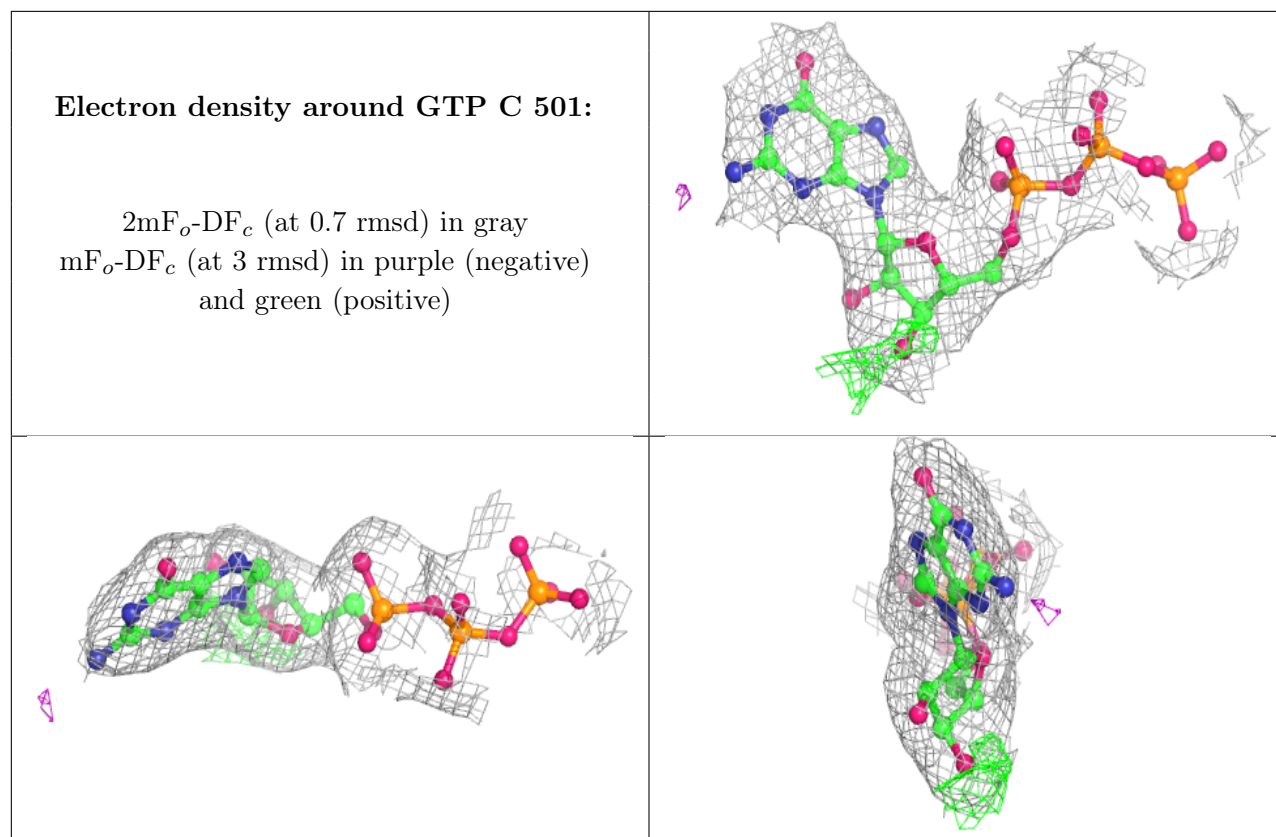 Electron density around GTP C 501:
2mFₒ-DF𝒸 (at 0.7 rmsd) in gray
mFₒ-DF𝒸 (at 3 rmsd) in purple (negative)
and green (positive)